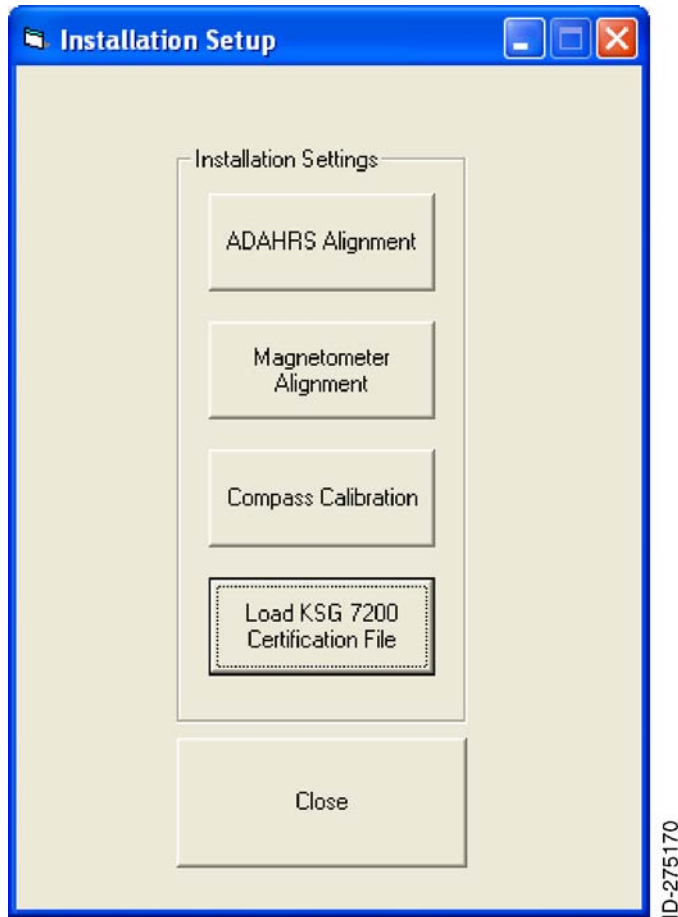 Installation Setup
Installation Settings
ADAHRS Alignment
Magnetometer
Alignment
Compass Calibration
Load KSG 7200
Certification File
Close
ID-275170